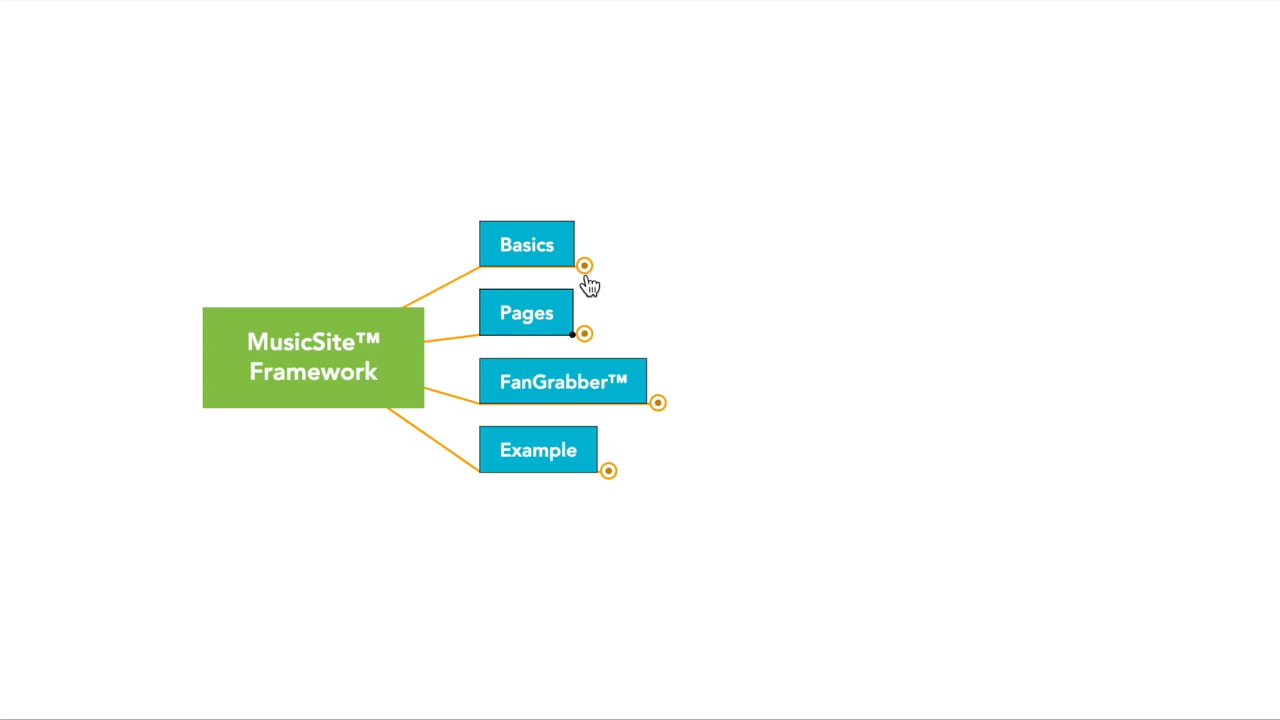 MusicSite™
Framework
Basics
Pages
FanGrabber™
Example